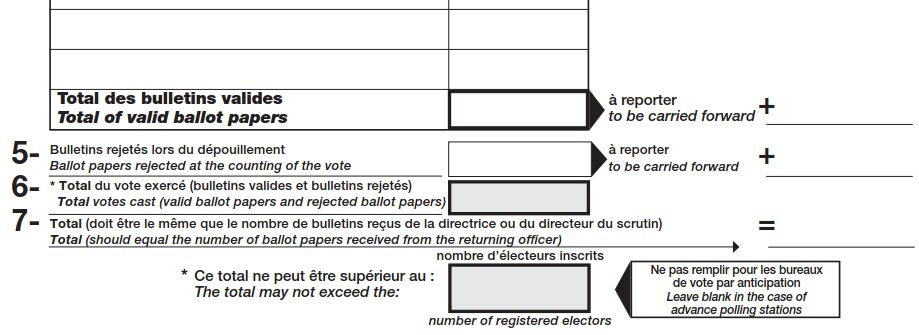 Total des bulletins valides
Total of valid ballot papers
à reporter
to be carried forward +
5- Bulletins rejetés lors du dépouillement
Ballot papers rejected at the counting of the vote
à reporter
to be carried forward +
6- * Total du vote exercé (bulletins valides et bulletins rejetés)
Total votes cast (valid ballot papers and rejected ballot papers)
7- Total (doit être le même que le nombre de bulletins reçus de la directrice ou du directeur du scrutin) =
Total (should equal the number of ballot papers received from the returning officer)
nombre d'électeurs inscrits
* Ce total ne peut être supérieur au :
The total may not exceed the:
number of registered electors
Ne pas remplir pour les bureaux
de vote par anticipation
Leave blank in the case of
advance polling stations